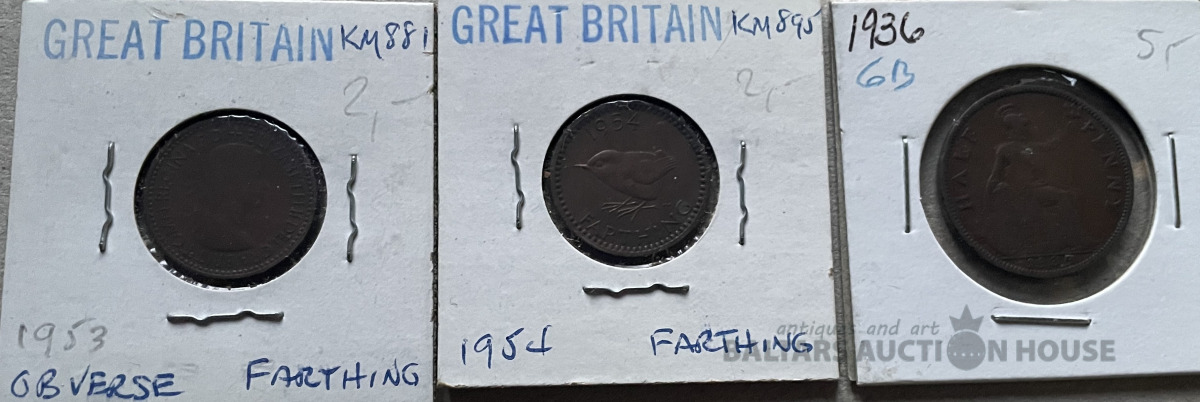 GREAT BRITAIN KM881
2,-
1953
OBVERSE FARTHING
GREAT BRITAIN KM895
2,-
1954
FARTHING
1954 FARTHING
1936
GB
5,-
HALF PENNY
antiques and art
BALTARS AUCTION HOUSE